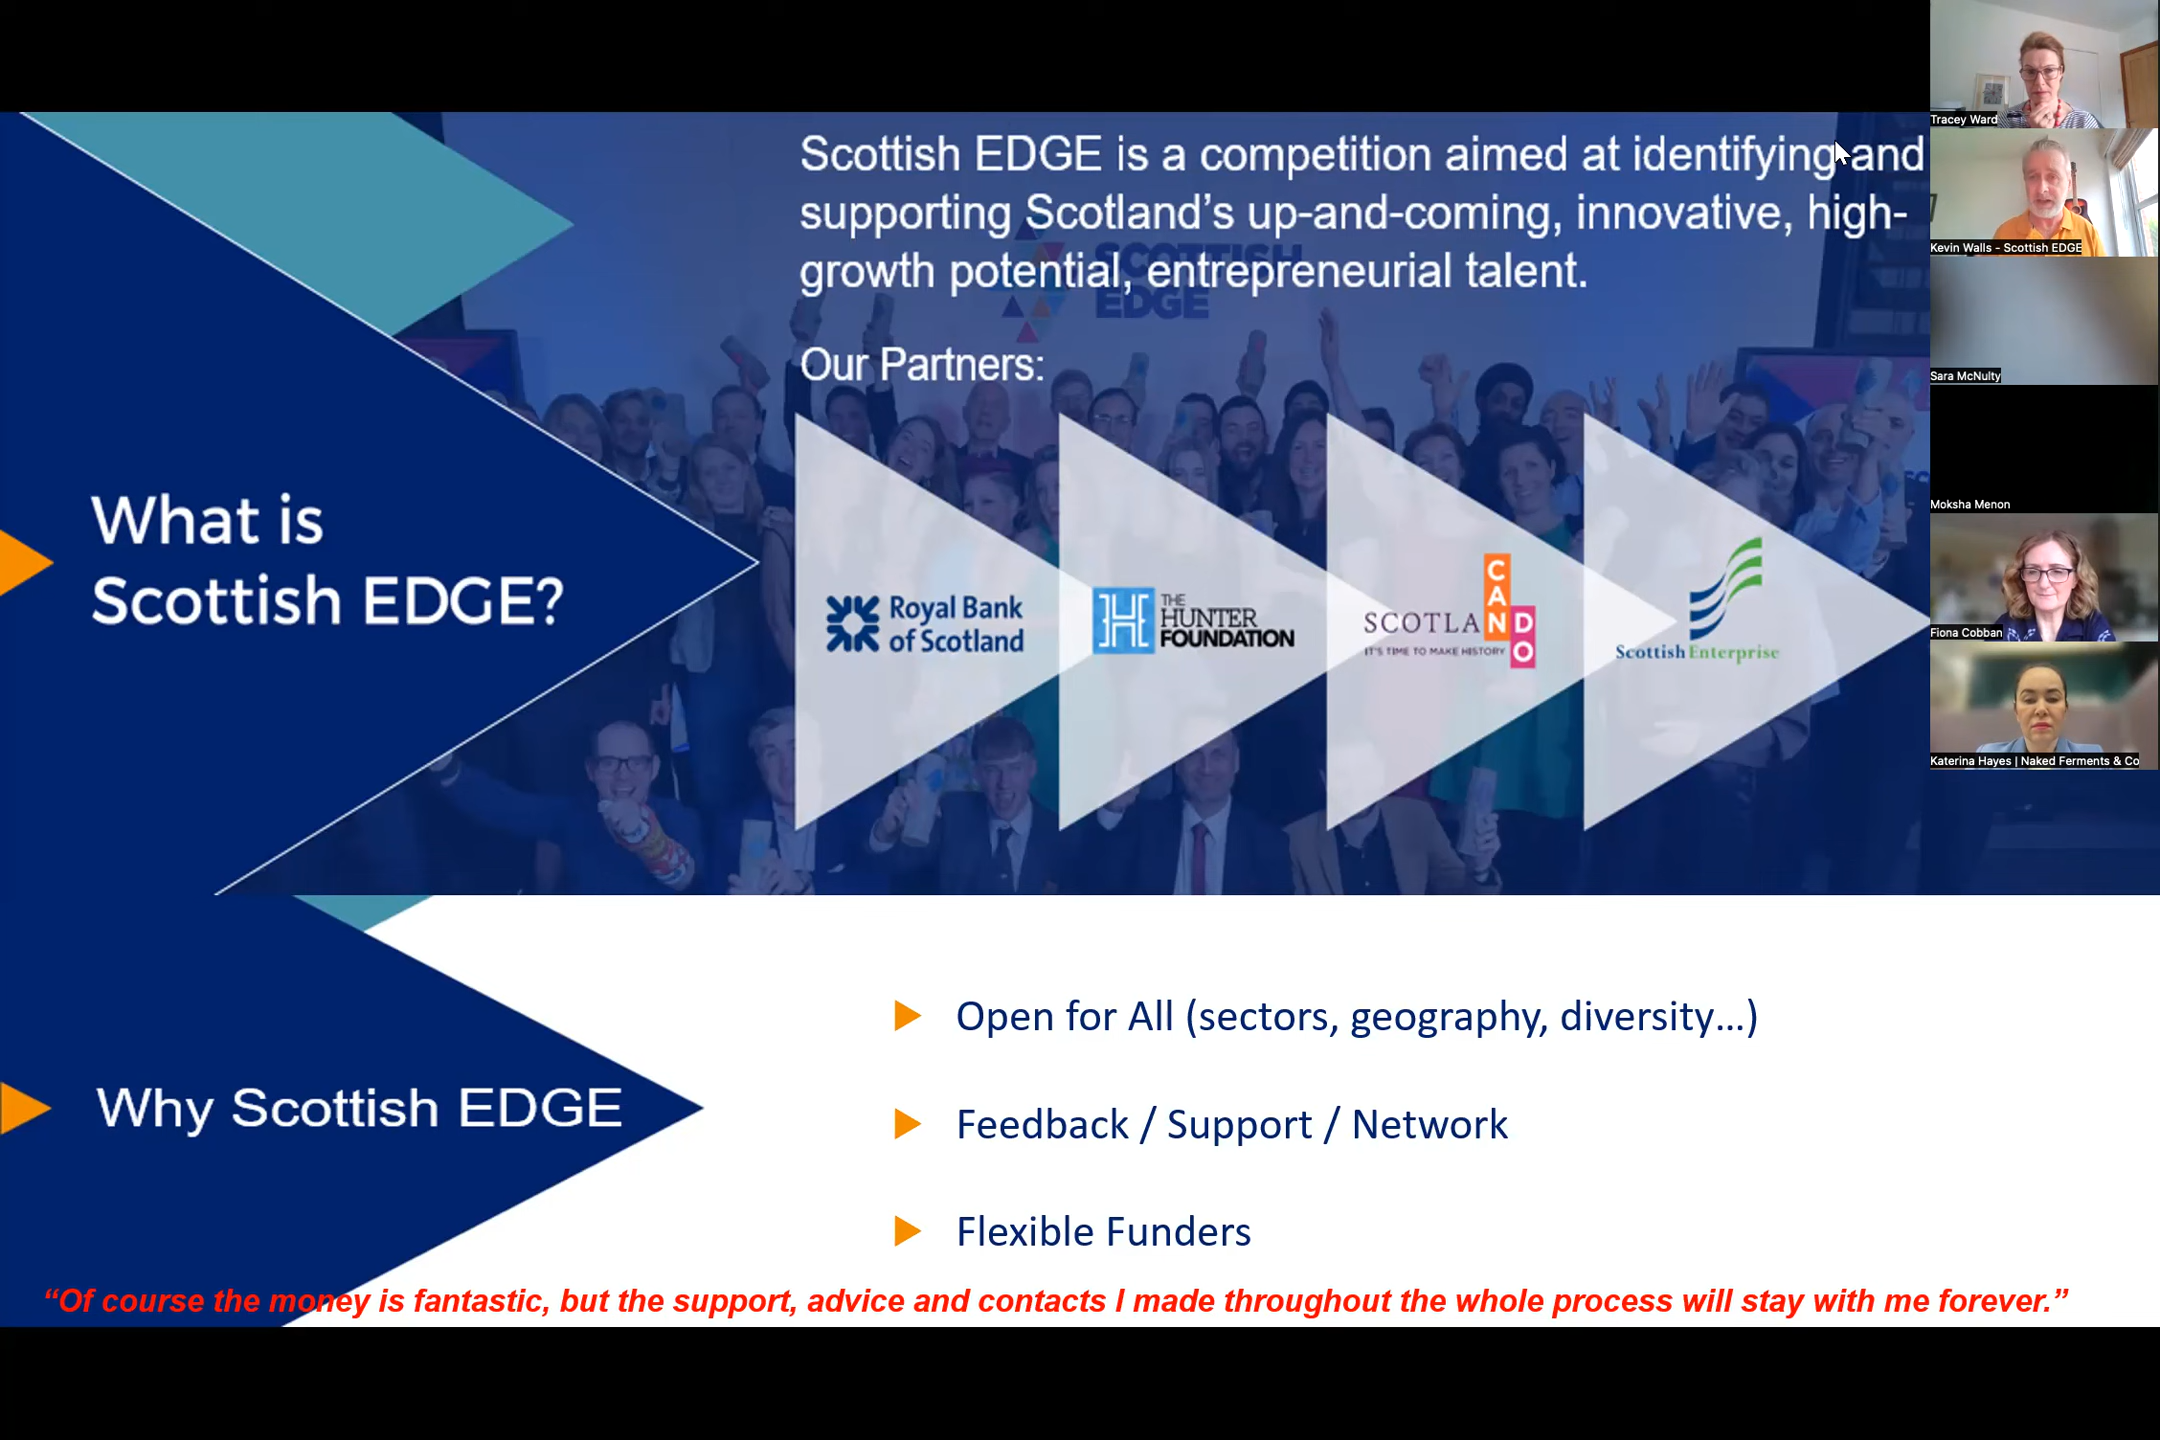 Scottish EDGE is a competition aimed at identifying and
supporting Scotland's up-and-coming, innovative, high-
growth potential, entrepreneurial talent.
SCOTTISH
EDGE
Our Partners:
What is
Scottish EDGE?
Royal Bank
of Scotland
THE
HUNTER
FOUNDATION
SCOTLA
CAN
DO
IT'S TIME TO MAKE HISTORY
Scottish Enterprise
Why Scottish EDGE
Open for All (sectors, geography, diversity...)
Feedback / Support / Network
Flexible Funders
“Of course the money is fantastic, but the support, advice and contacts I made throughout the whole process will stay with me forever.”
Tracey Ward
Kevin Walls - Scottish EDGE
Sara McNulty
Moksha Menon
Fiona Cobban
Katerina Hayes | Naked Ferments & Co